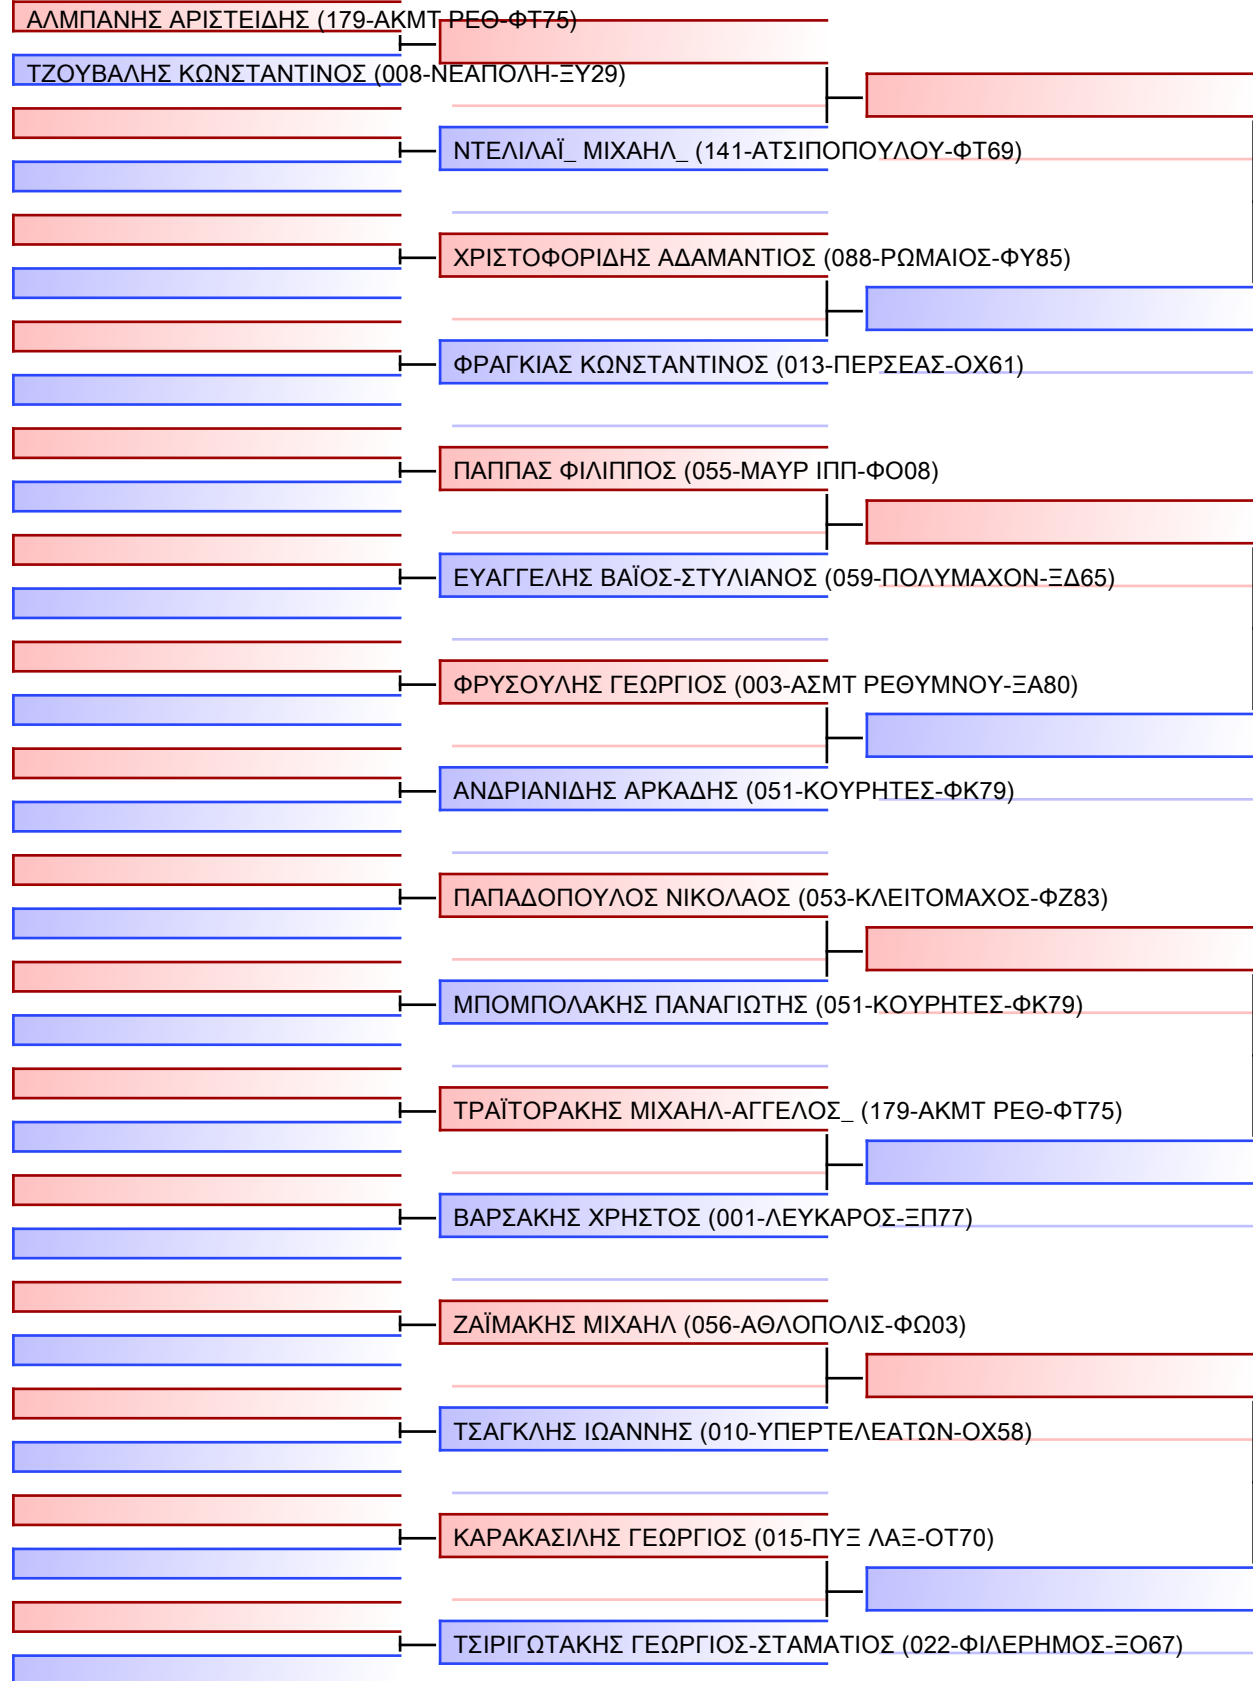 ΑΛΜΠΑΝΗΣ ΑΡΙΣΤΕΙΔΗΣ (179-ΑΚΜΤ ΡΕΘ-ΦΤ75)
ΤΖΟΥΒΑΛΗΣ ΚΩΝΣΤΑΝΤΙΝΟΣ (008-ΝΕΑΠΟΛΗ-ΞΥ29)
ΝΤΕΛΙΛΑΪ_ ΜΙΧΑΗΛ_ (141-ΑΤΣΙΠΟΠΟΥΛΟΥ-ΦΤ69)
ΧΡΙΣΤΟΦΟΡΙΔΗΣ ΑΔΑΜΑΝΤΙΟΣ (088-ΡΩΜΑΙΟΣ-ΦΥ85)
ΦΡΑΓΚΙΑΣ ΚΩΝΣΤΑΝΤΙΝΟΣ (013-ΠΕΡΣΕΑΣ-ΟΧ61)
ΠΑΠΠΑΣ ΦΙΛΙΠΠΟΣ (055-ΜΑΥΡ ΙΠΠ-ΦΟ08)
ΕΥΑΓΓΕΛΗΣ ΒΑΪΟΣ-ΣΤΥΛΙΑΝΟΣ (059-ΠΟΛΥΜΑΧΟΝ-ΞΔ65)
ΦΡΥΣΟΥΛΗΣ ΓΕΩΡΓΙΟΣ (003-ΑΣΜΤ ΡΕΘΥΜΝΟΥ-ΞΑ80)
ΑΝΔΡΙΑΝΙΔΗΣ ΑΡΚΑΔΗΣ (051-ΚΟΥΡΗΤΕΣ-ΦΚ79)
ΠΑΠΑΔΟΠΟΥΛΟΣ ΝΙΚΟΛΑΟΣ (053-ΚΛΕΙΤΟΜΑΧΟΣ-ΦΖ83)
ΜΠΟΜΠΟΛΑΚΗΣ ΠΑΝΑΓΙΩΤΗΣ (051-ΚΟΥΡΗΤΕΣ-ΦΚ79)
ΤΡΑΪΤΟΡΑΚΗΣ ΜΙΧΑΗΛ-ΑΓΓΕΛΟΣ_ (179-ΑΚΜΤ ΡΕΘ-ΦΤ75)
ΒΑΡΣΑΚΗΣ ΧΡΗΣΤΟΣ (001-ΛΕΥΚΑΡΟΣ-ΞΠ77)
ΖΑΪΜΑΚΗΣ ΜΙΧΑΗΛ (056-ΑΘΛΟΠΟΛΙΣ-ΦΩ03)
ΤΣΑΓΚΛΗΣ ΙΩΑΝΝΗΣ (010-ΥΠΕΡΤΕΛΕΑΤΩΝ-ΟΧ58)
ΚΑΡΑΚΑΣΙΛΗΣ ΓΕΩΡΓΙΟΣ (015-ΠΥΞ ΛΑΞ-ΟΤ70)
ΤΣΙΡΙΓΩΤΑΚΗΣ ΓΕΩΡΓΙΟΣ-ΣΤΑΜΑΤΙΟΣ (022-ΦΙΛΕΡΗΜΟΣ-ΞΟ67)